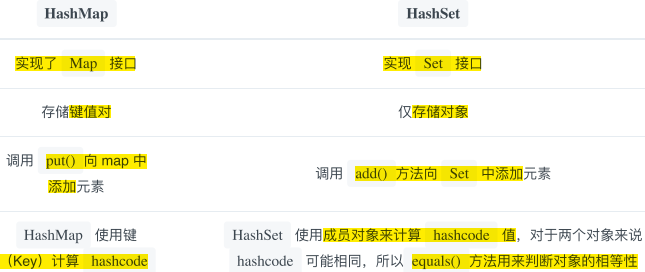 HashMap HashSet
实现了 Map 接口 实现 Set 接口
存储键值对 仅存储对象
调用 put() 向 map 中
添加元素
调用 add() 方法向 Set 中添加元素
HashMap 使用键
（Key）计算 hashcode
HashSet 使用成员对象来计算 hashcode 值，对于两个对象来说
hashcode 可能相同，所以 equals() 方法用来判断对象的相等性